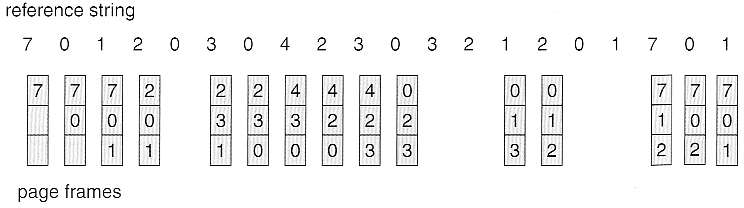 reference string
7 0 1 2 0 3 0 4 2 3 0 3 2 1 2 0 1 7 0 1
7 7 7 2 2 2 4 4 4 0 0 0 7 7 7
0 0 0 3 3 3 2 2 2 1 1 1 0 0
1 1 1 0 0 0 3 3 3 2 2 2 1
page frames